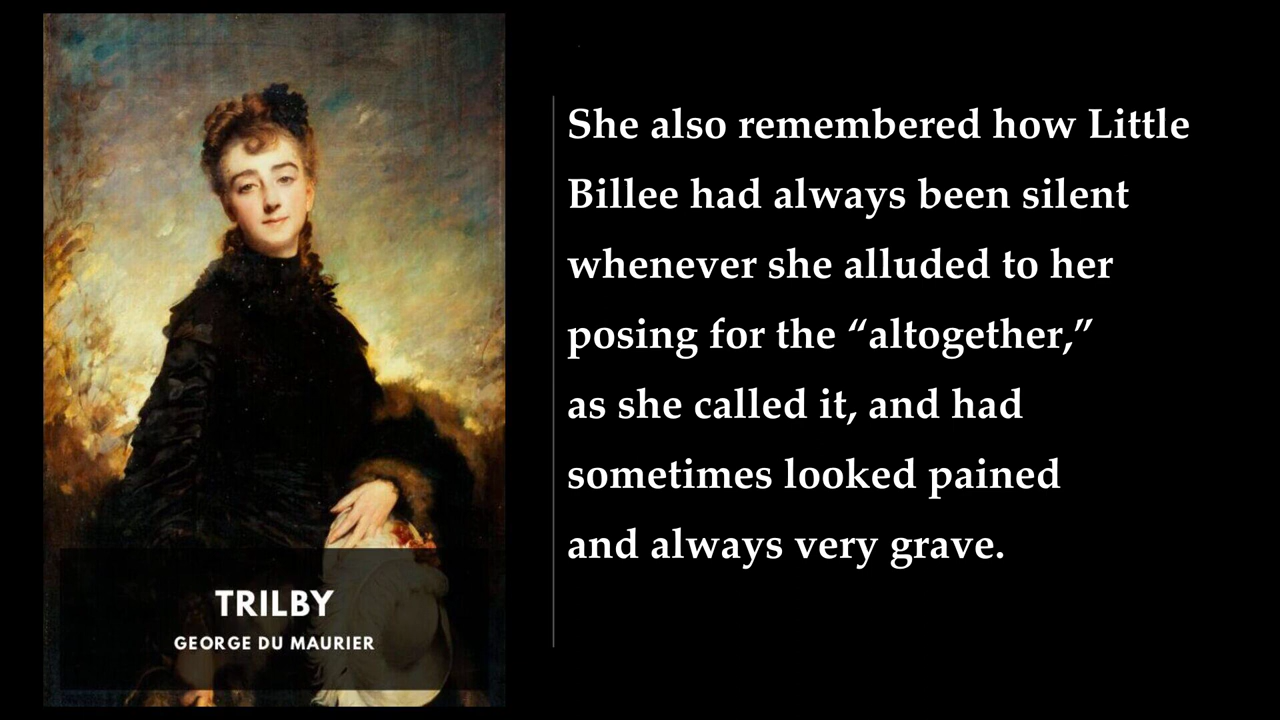 She also remembered how Little
Billee had always been silent
whenever she alluded to her
posing for the “altogether,”
as she called it, and had
sometimes looked pained
and always very grave.
TRILBY
GEORGE DU MAURIER